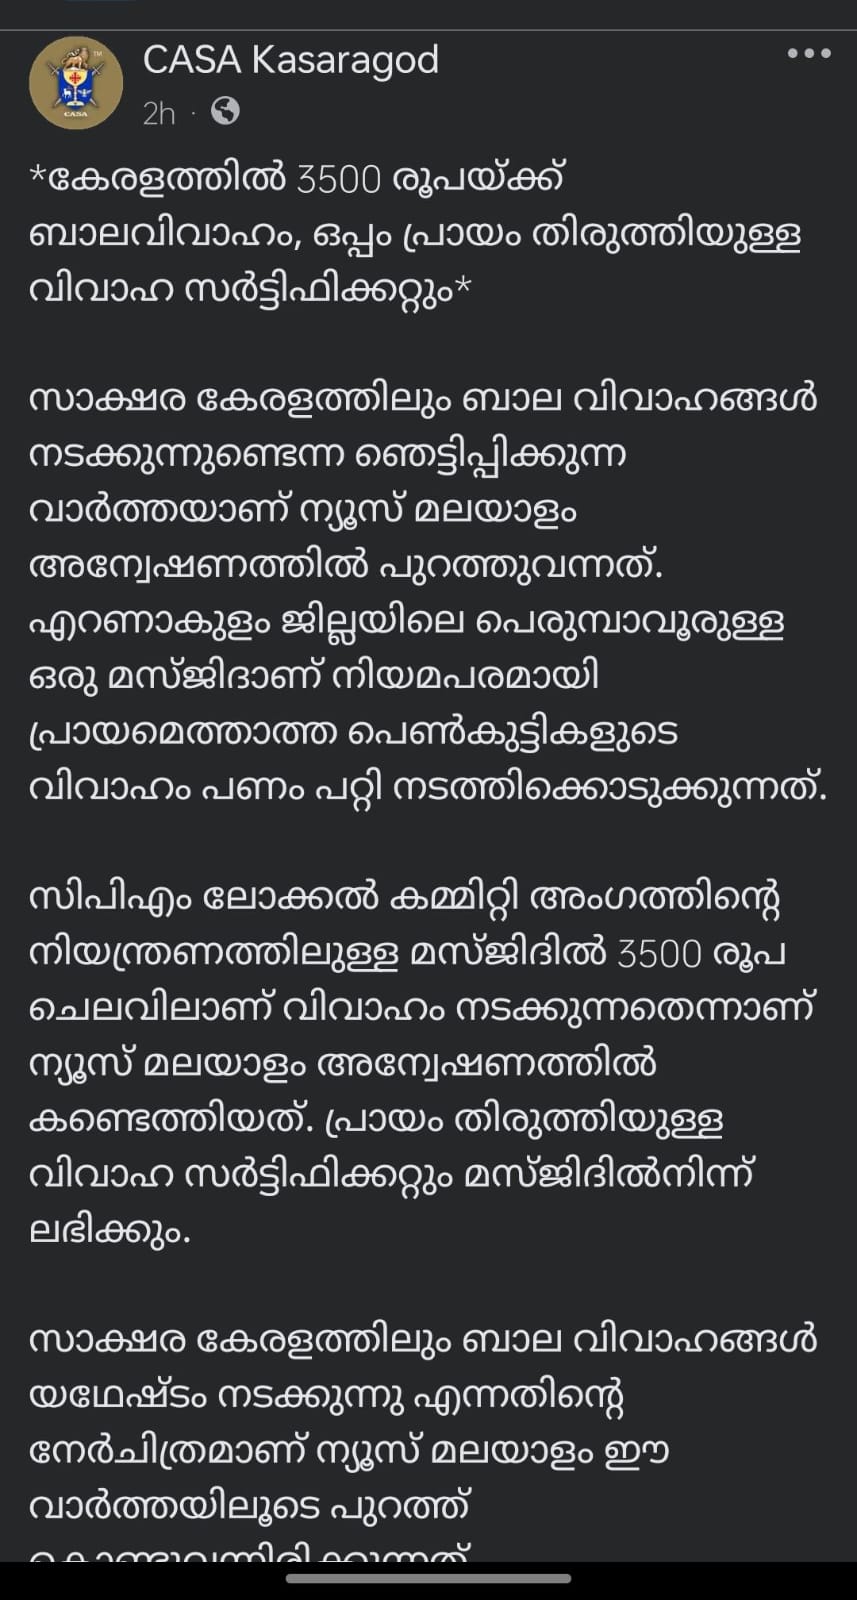 CASA Kasaragod
2h ·
*കേരളത്തിൽ 3500 രൂപയ്ക്ക്
ബാലവിവാഹം, ഒപ്പം പ്രായം തിരുത്തിയുള്ള
വിവാഹ സർട്ടിഫിക്കറ്റും*
സാക്ഷര കേരളത്തിലും ബാല വിവാഹങ്ങൾ
നടക്കുന്നുണ്ടെന്ന ഞെട്ടിപ്പിക്കുന്ന
വാർത്തയാണ് ന്യൂസ് മലയാളം
അന്വേഷണത്തിൽ പുറത്തുവന്നത്.
എറണാകുളം ജില്ലയിലെ പെരുമ്പാവൂരുള്ള
ഒരു മസ്ജിദാണ് നിയമപരമായി
പ്രായമെത്താത്ത പെൺകുട്ടികളുടെ
വിവാഹം പണം പറ്റി നടത്തിക്കൊടുക്കുന്നത്.
സിപിഎം ലോക്കൽ കമ്മിറ്റി അംഗത്തിന്റെ
നിയന്ത്രണത്തിലുള്ള മസ്ജിദിൽ 3500 രൂപ
ചെലവിലാണ് വിവാഹം നടക്കുന്നതെന്നാണ്
ന്യൂസ് മലയാളം അന്വേഷണത്തിൽ
കണ്ടെത്തിയത്. പ്രായം തിരുത്തിയുള്ള
വിവാഹ സർട്ടിഫിക്കറ്റും മസ്ജിദിൽനിന്ന്
ലഭിക്കും.
സാക്ഷര കേരളത്തിലും ബാല വിവാഹങ്ങൾ
യഥേഷ്ടം നടക്കുന്നു എന്നതിന്റെ
നേർചിത്രമാണ് ന്യൂസ് മലയാളം ഈ
വാർത്തയിലൂടെ പുറത്ത്